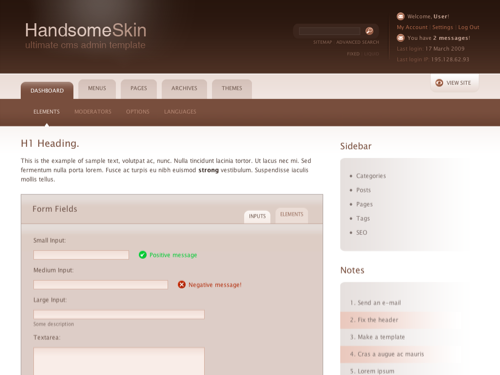 HandsomeSkin
ultimate cms admin template
SITEMAP ADVANCED SEARCH
FIXED
Welcome, User!
My Account Settings Log Out
You have 2 messages!
Last login: 17 March 2009
Last login IP: 185.128.62.93
DASHBOARD
MENUS
PAGES
ARCHIVES
THEMES
VIEW SITE
ELEMENTS
MODERATORS
OPTIONS
LANGUAGES
H1 Heading.
This is the example of sample text, volutpat ac, nunc. Nulla tincidunt lacinia tortor. Ut lacus nec mi. Sed
fermentum nulla porta lorem. Fusce ac turpis eu nibh euismod strong vestibulum. Suspendisse iaculis
mollis tellus.
Form Fields
INPUTS
ELEMENTS
Small Input:
Positive message
Medium Input:
Negative message!
Large Input:
Some description
Textarea:
Sidebar
Categories
Posts
Pages
Tags
SEO
Notes
1. Send an e-mail
2. Fix the header
3. Make a template
4. Cras a augue ac mauris
5. Lorem ipsum